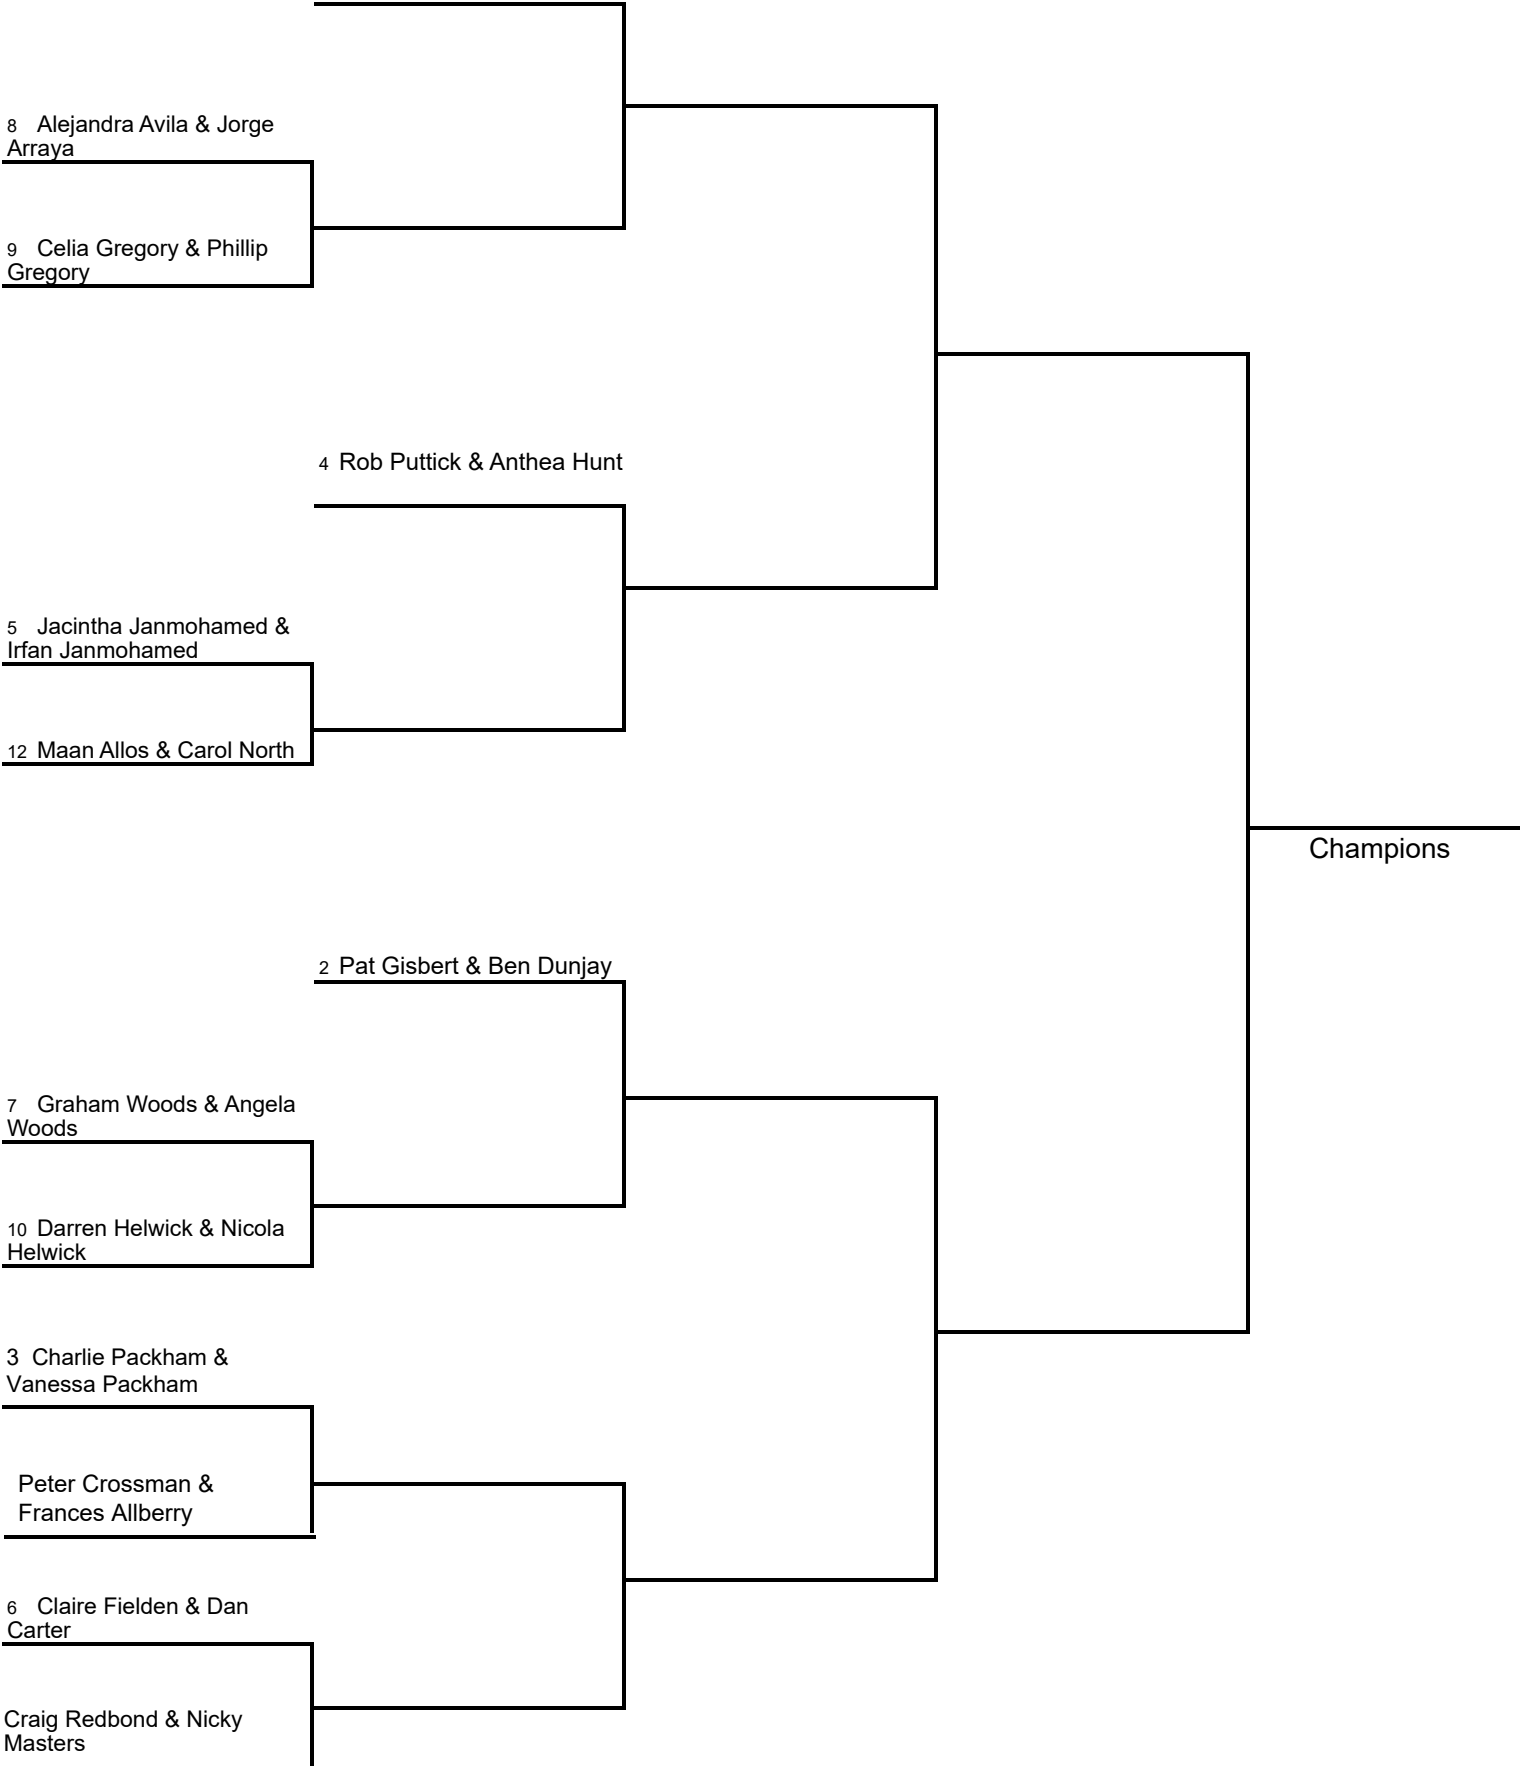 8 Alejandra Avila & Jorge
Arraya
9 Celia Gregory & Phillip
Gregory
4 Rob Puttick & Anthea Hunt
5 Jacintha Janmohamed &
Irfan Janmohamed
12 Maan Allos & Carol North
Champions
2 Pat Gisbert & Ben Dunjay
7 Graham Woods & Angela
Woods
10 Darren Helwick & Nicola
Helwick
3 Charlie Packham &
Vanessa Packham
Peter Crossman &
Frances Allberry
6 Claire Fielden & Dan
Carter
Craig Redbond & Nicky
Masters